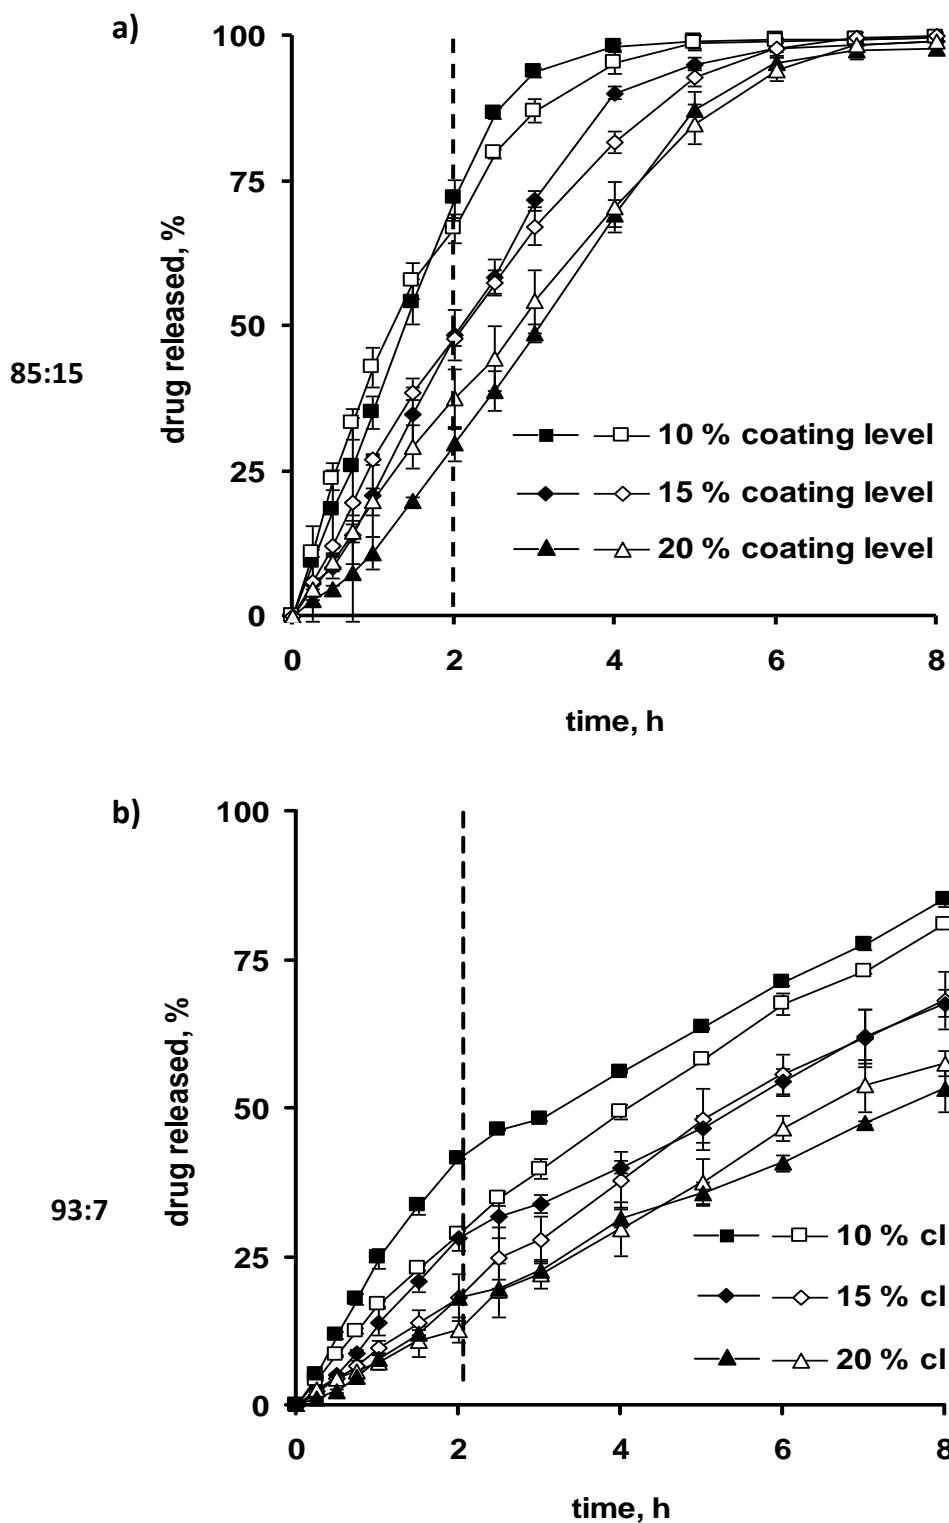 a)
100
75
50
25
0
drug released, %
85:15
10 % coating level
15 % coating level
20 % coating level
0 2 4 6 8
time, h
b)
100
75
50
25
0
drug released, %
93:7
10 % cl
15 % cl
20 % cl
0 2 4 6 8
time, h